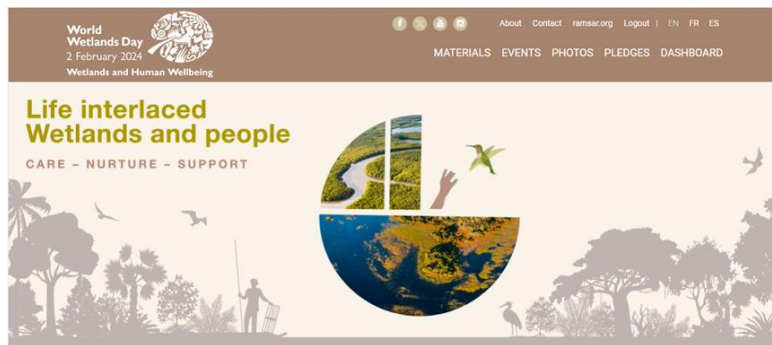 World
Wetlands Day
2 February 2024
Wetlands and Human Wellbeing
About Contact ramsar.org Logout | EN FR ES
MATERIALS EVENTS PHOTOS PLEDGES DASHBOARD
Life interlaced
Wetlands and people
CARE – NURTURE – SUPPORT